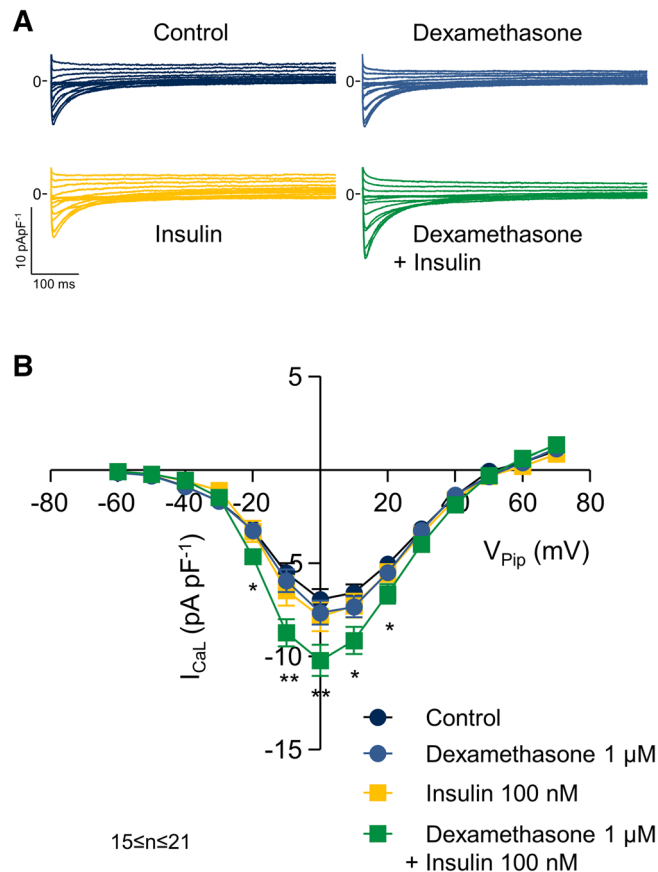 A
Control
Dexamethasone
0
0
0
0
Insulin
Dexamethasone
+ Insulin
10 pApF⁻¹
100 ms
B
5
-80
-60
-40
-20
20
40
60
80
-5
-10
-15
V_Pip (mV)
I_CaL (pA pF⁻¹)
*
**
**
*
*
Control
Dexamethasone 1 µM
Insulin 100 nM
Dexamethasone 1 µM
+ Insulin 100 nM
15≤n≤21